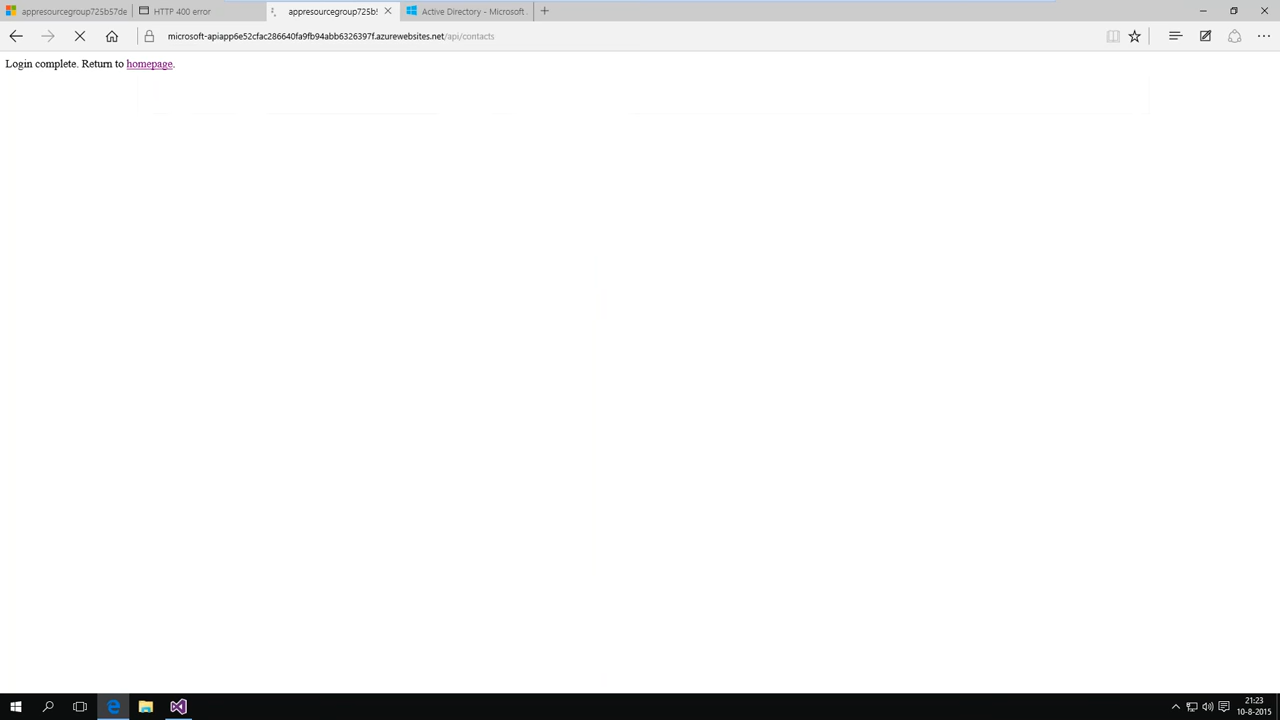 appresourcegroup725b57de
HTTP 400 error
appresourcegroup725b5
Active Directory - Microsoft
microsoft-apiapp6e52cfac286640fa9fb94abb6326397f.azurewebsites.net/api/contacts
Login complete. Return to homepage.
21:23
10-8-2015